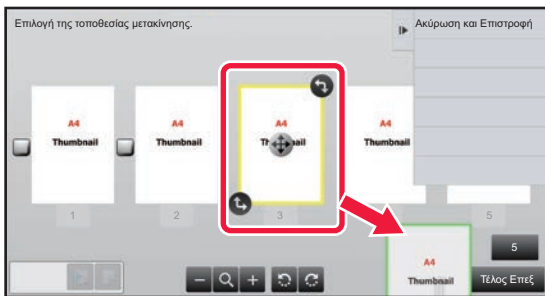 Επιλογή της τοποθεσίας μετακίνησης.
Ακύρωση και Επιστροφή
A4
Thumbnail
A4
Thumbnail
A4
A4
Thumbnail
1
2
3
5
5
A4
Thumbnail
Τέλος Επεξ